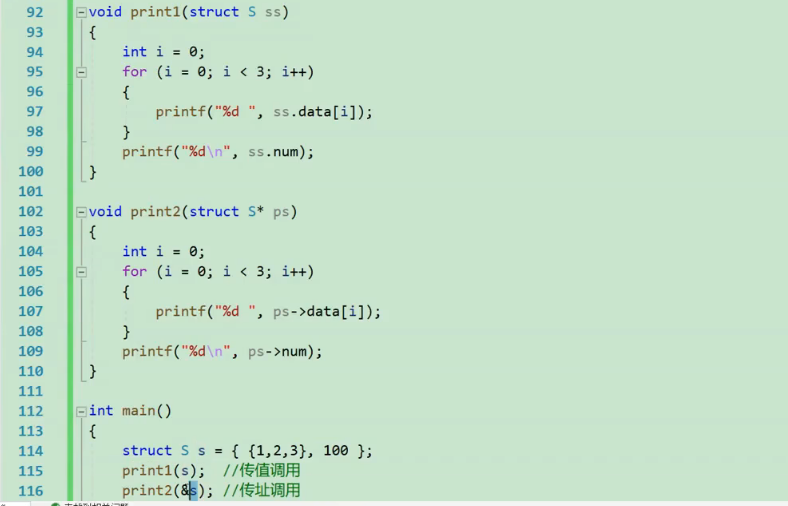 92 void print1(struct S ss)
93 {
94 int i = 0;
95 for (i = 0; i < 3; i++)
96 {
97 printf("%d ", ss.data[i]);
98 }
99 printf("%d\n", ss.num);
100 }
101
102 void print2(struct S* ps)
103 {
104 int i = 0;
105 for (i = 0; i < 3; i++)
106 {
107 printf("%d ", ps->data[i]);
108 }
109 printf("%d\n", ps->num);
110 }
111
112 int main()
113 {
114 struct S s = { {1,2,3}, 100 };
115 print1(s); //传值调用
116 print2(&s); //传址调用